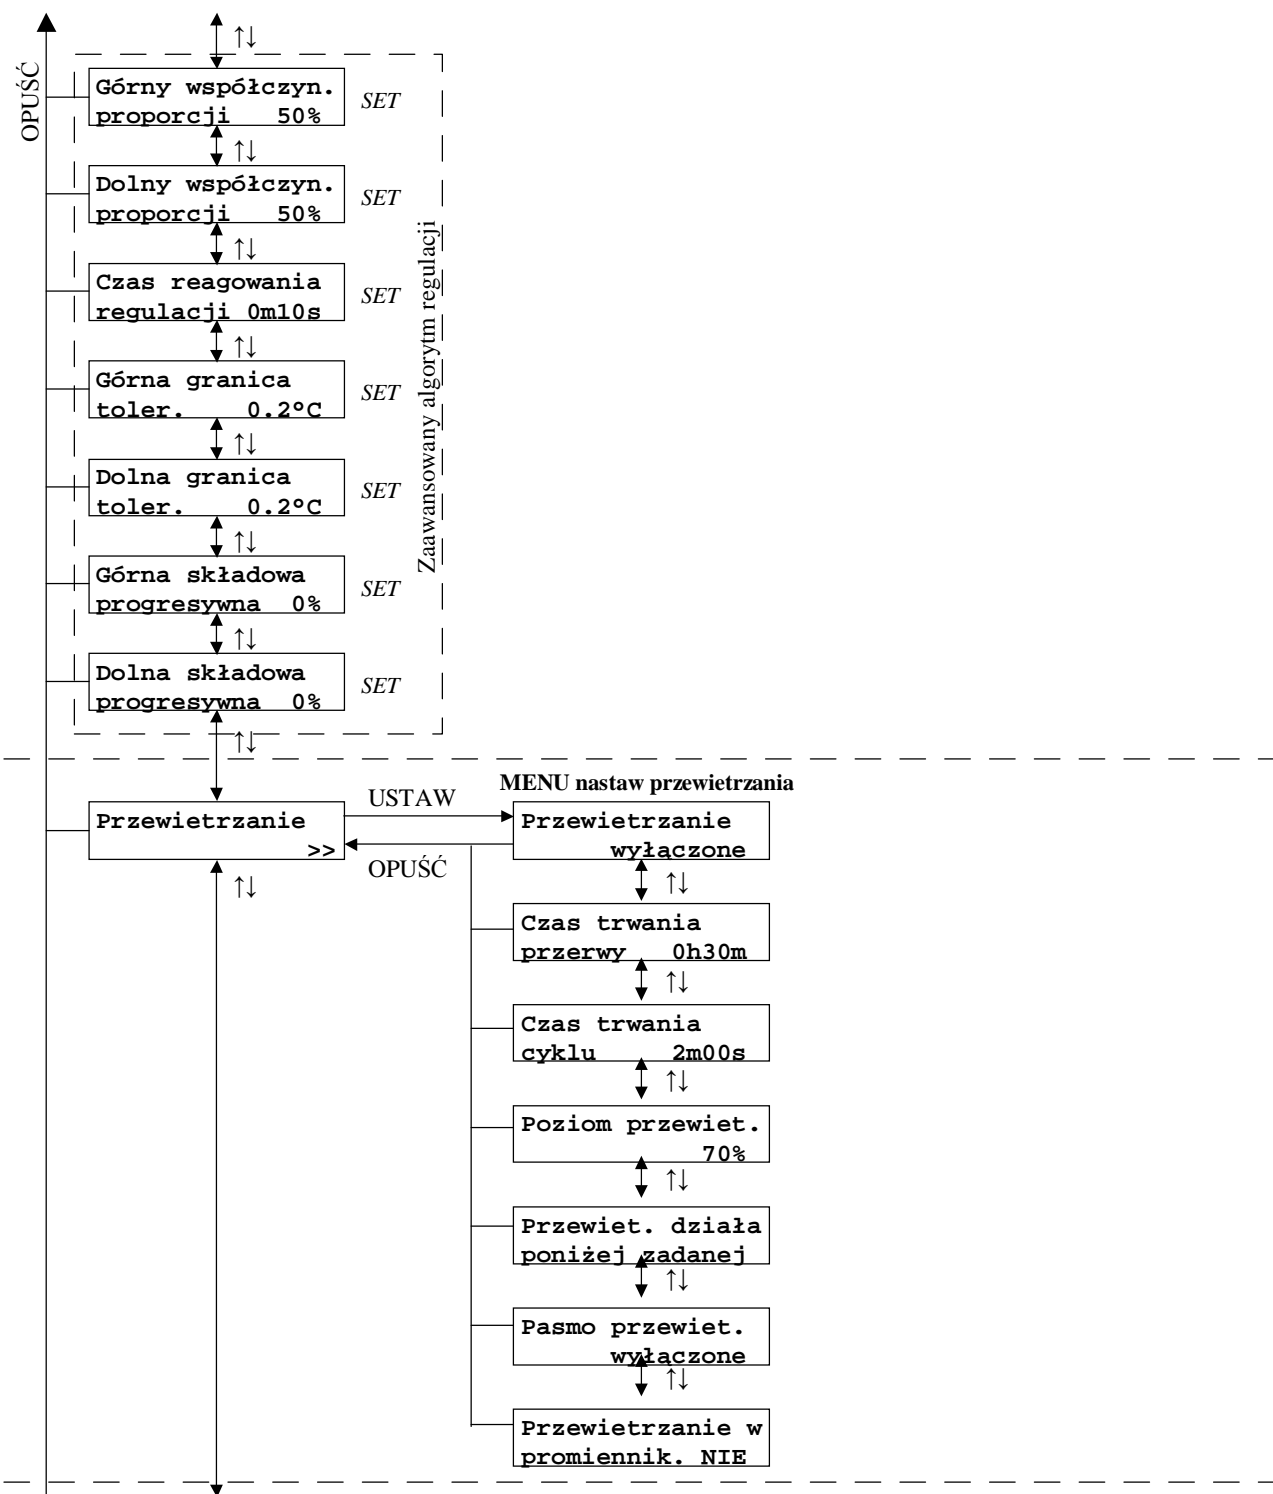 ↑↓
OPUŚĆ
Górny współczyn.
proporcji 50%
SET
↑↓
Dolny współczyn.
proporcji 50%
SET
↑↓
Czas reagowania
regulacji 0m10s
SET
↑↓
Górna granica
toler. 0.2°C
SET
↑↓
Dolna granica
toler. 0.2°C
SET
↑↓
Górna składowa
progresywna 0%
SET
↑↓
Dolna składowa
progresywna 0%
SET
↑↓
Zaawansowany algorytm regulacji
Przewietrzanie
>>
↑↓
USTAW
OPUŚĆ
MENU nastaw przewietrzania
Przewietrzanie
wyłączone
↑↓
Czas trwania
przerwy 0h30m
↑↓
Czas trwania
cyklu 2m00s
↑↓
Poziom przewiet.
70%
↑↓
Przewiet. działa
poniżej zadanej
↑↓
Pasmo przewiet.
wyłączone
↑↓
Przewietrzanie w
promiennik. NIE